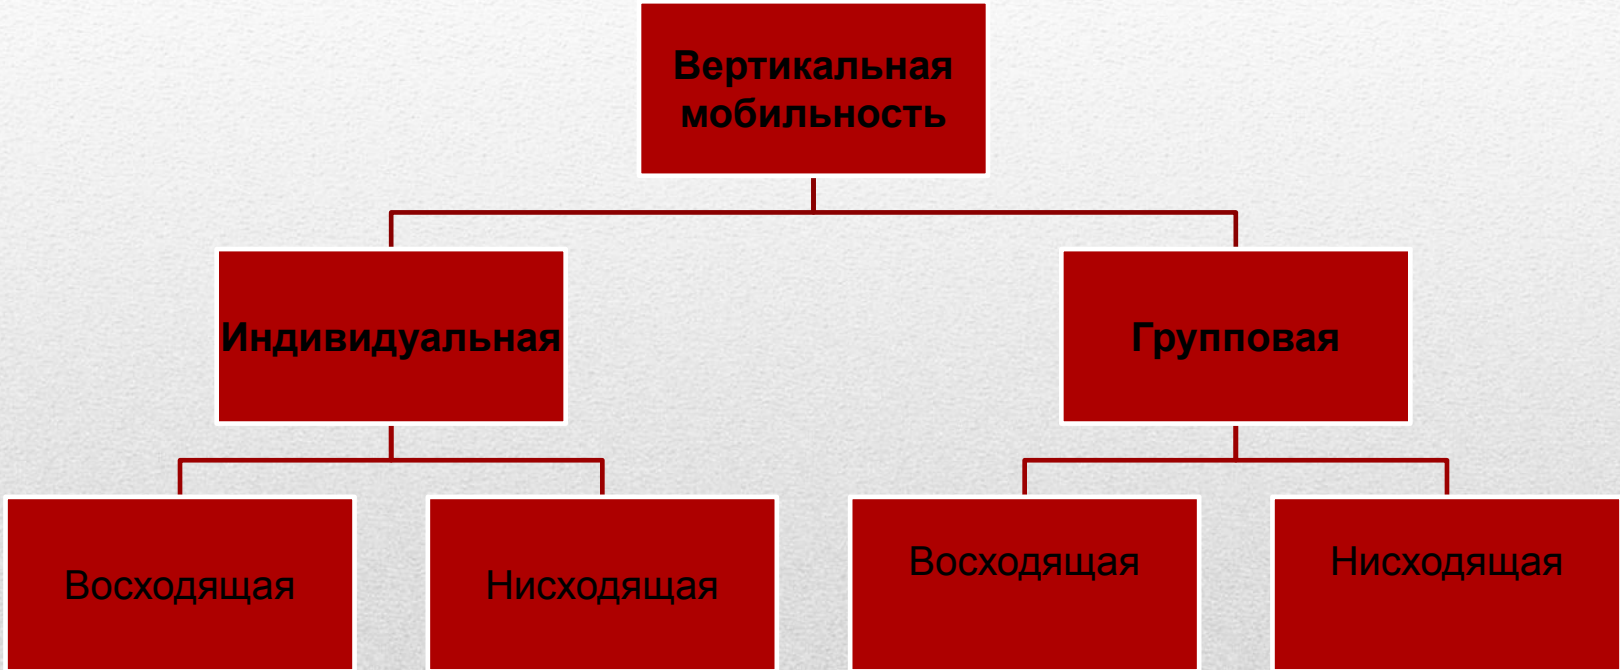 Вертикальная
мобильность
Индивидуальная
Групповая
Восходящая
Нисходящая
Восходящая
Нисходящая